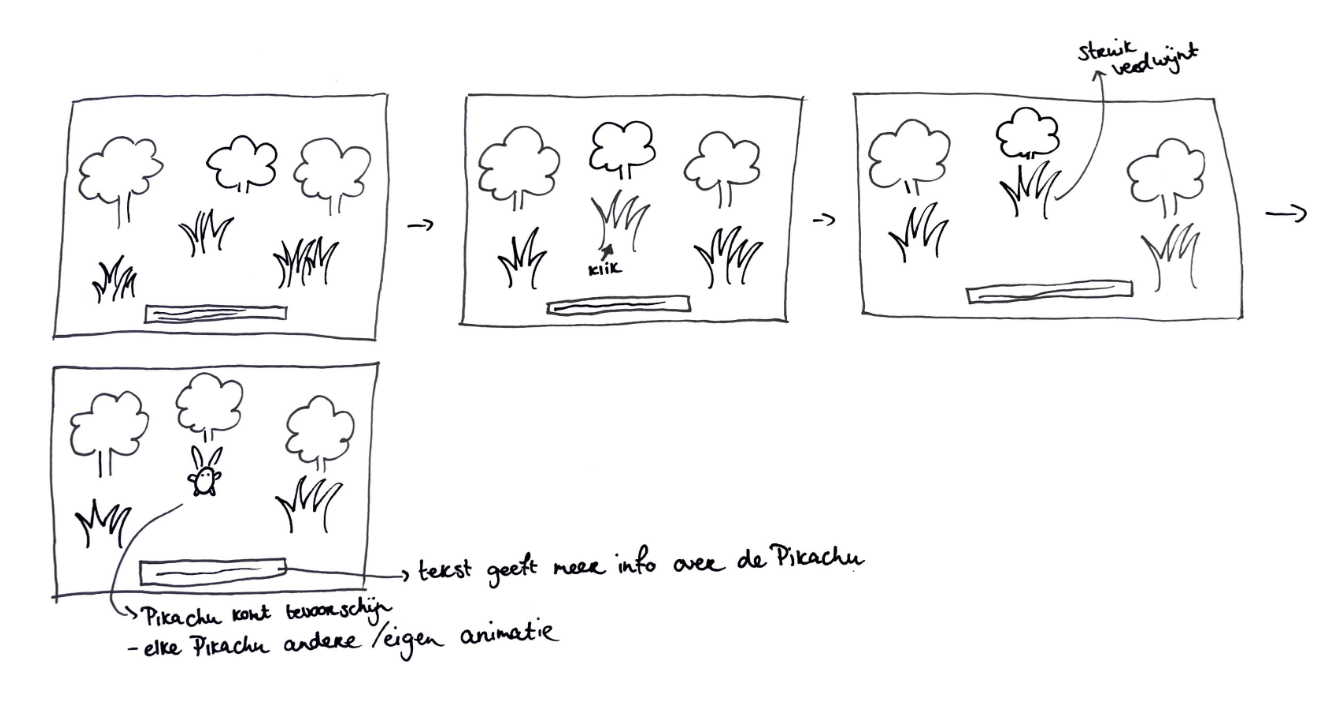 struik
verdwijnt
klik
tekst geeft meer info over de Pikachu
Pikachu komt tevoorschijn
- elke Pikachu andere /eigen animatie